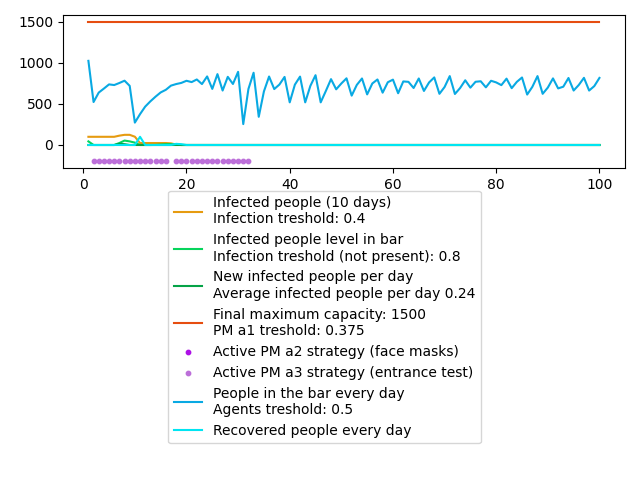 1500
1000
500
0
0 20 40 60 80 100
Infected people (10 days)
Infection treshold: 0.4
Infected people level in bar
Infection treshold (not present): 0.8
New infected people per day
Average infected people per day 0.24
Final maximum capacity: 1500
PM a1 treshold: 0.375
Active PM a2 strategy (face masks)
Active PM a3 strategy (entrance test)
People in the bar every day
Agents treshold: 0.5
Recovered people every day